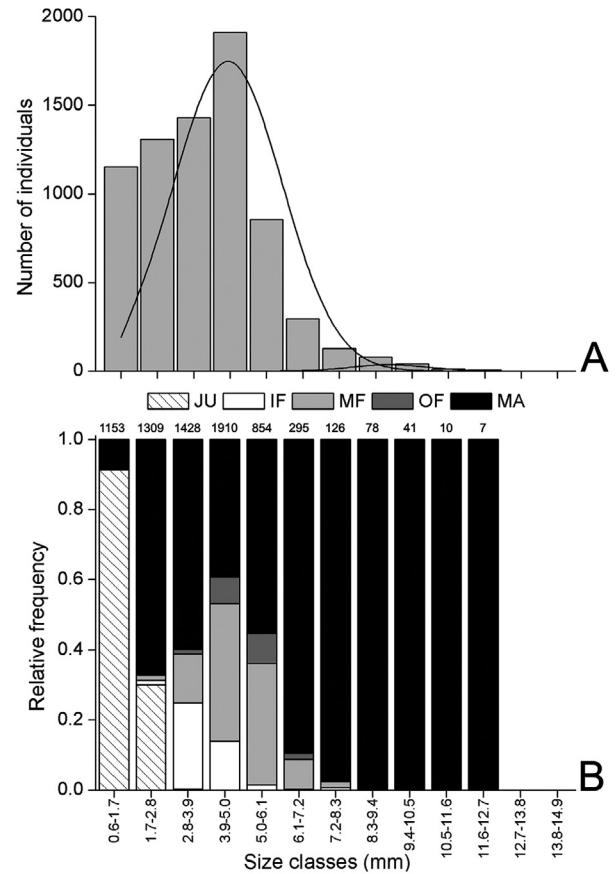 2000
1500
1000
500
0
Number of individuals
A
JU IF MF OF MA
1153 1309 1428 1910 854 295 126 78 41 10 7
1.0
0.8
0.6
0.4
0.2
0.0
Relative frequency
B
0.6-1.7 1.7-2.8 2.8-3.9 3.9-5.0 5.0-6.1 6.1-7.2 7.2-8.3 8.3-9.4 9.4-10.5 10.5-11.6 11.6-12.7 12.7-13.8 13.8-14.9
Size classes (mm)